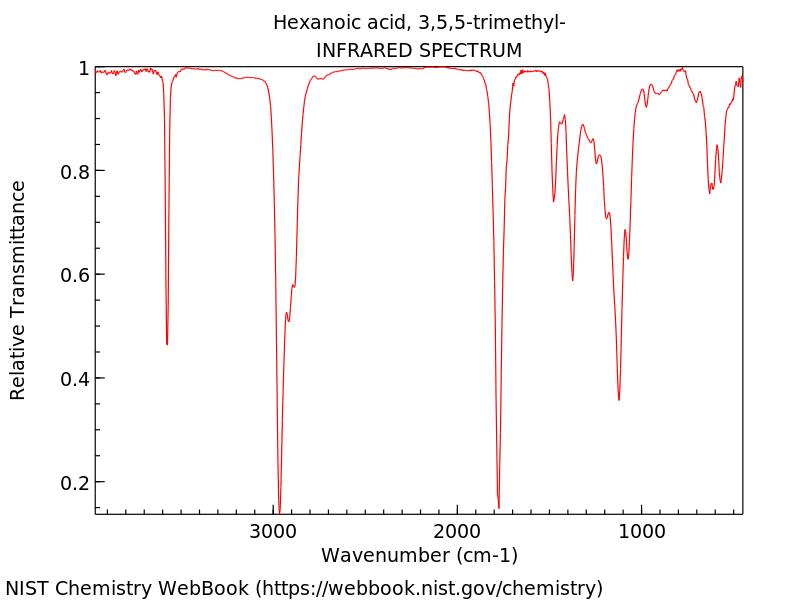 Hexanoic acid, 3,5,5-trimethyl-
INFRARED SPECTRUM
1
0.8
0.6
0.4
0.2
Relative Transmittance
3000 2000 1000
Wavenumber (cm-1)
NIST Chemistry WebBook (https://webbook.nist.gov/chemistry)